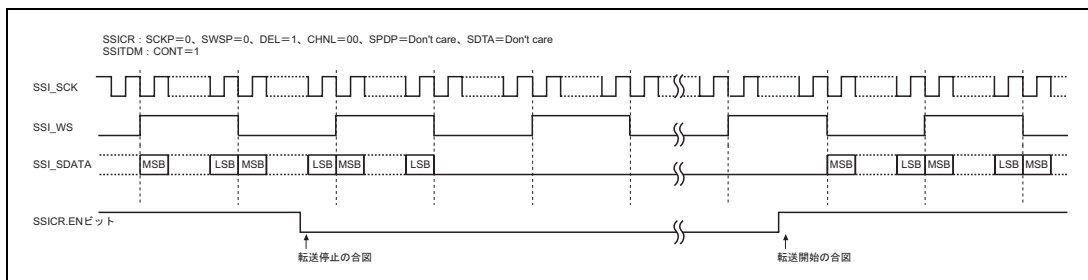 SSICR：SCKP=0、SWSP=0、DEL=1、CHNL=00、SPDP=Don't care、SDTA=Don't care
SSITDM：CONT=1
SSI_SCK
SSI_WS
SSI_SDATA
MSB LSB MSB LSB MSB LSB MSB LSB MSB LSB MSB
SSICR.ENビット
転送停止の合図 転送開始の合図